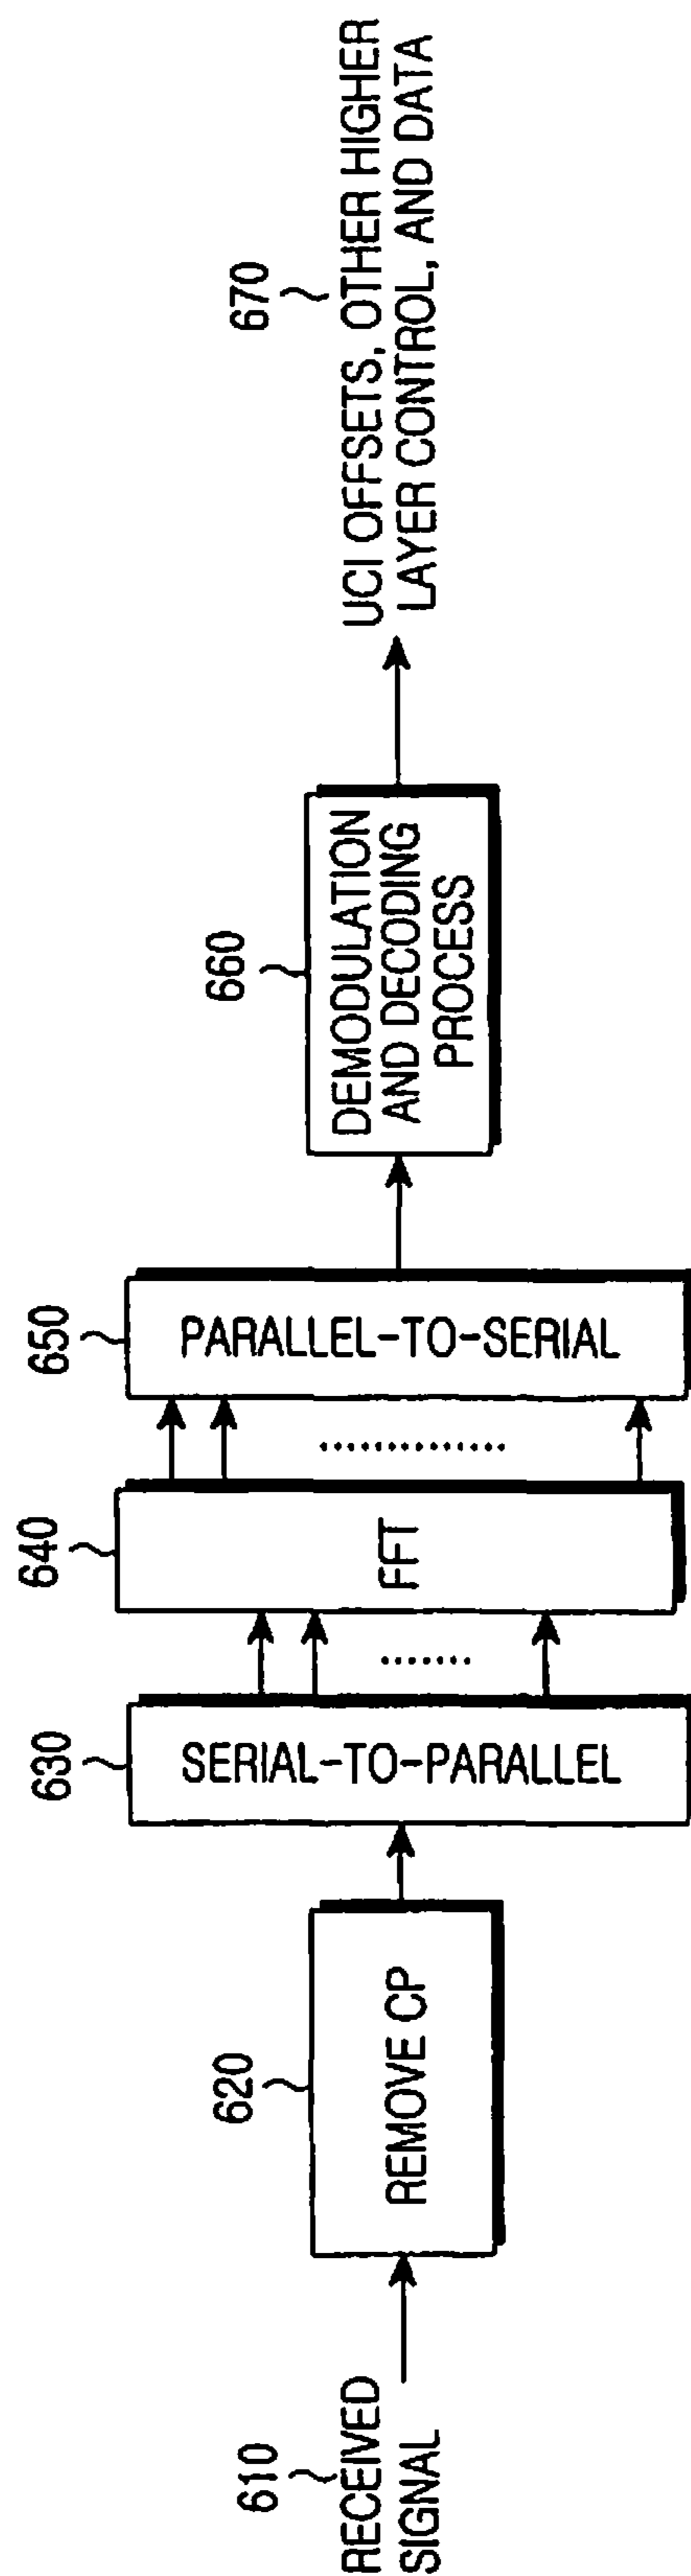 610
RECEIVED
SIGNAL
620
REMOVE CP
630
SERIAL-TO-PARALLEL
640
FFT
650
PARALLEL-TO-SERIAL
660
DEMODULATION
AND DECODING
PROCESS
670
UCI OFFSETS, OTHER HIGHER
LAYER CONTROL, AND DATA